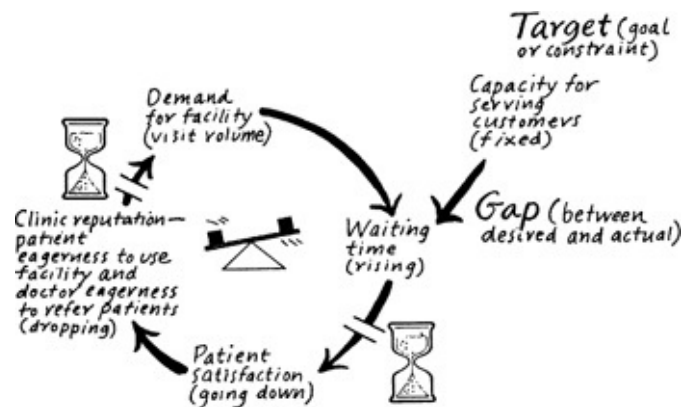 Target (goal
or constraint)
Capacity for
serving
customers
(fixed)
Demand
for facility
(visit volume)
Gap (between
desired and actual)
Waiting
time
(rising)
Clinic reputation—
patient
eagerness to use
facility and
doctor eagerness
to refer patients
(dropping)
Patient
satisfaction
(going down)